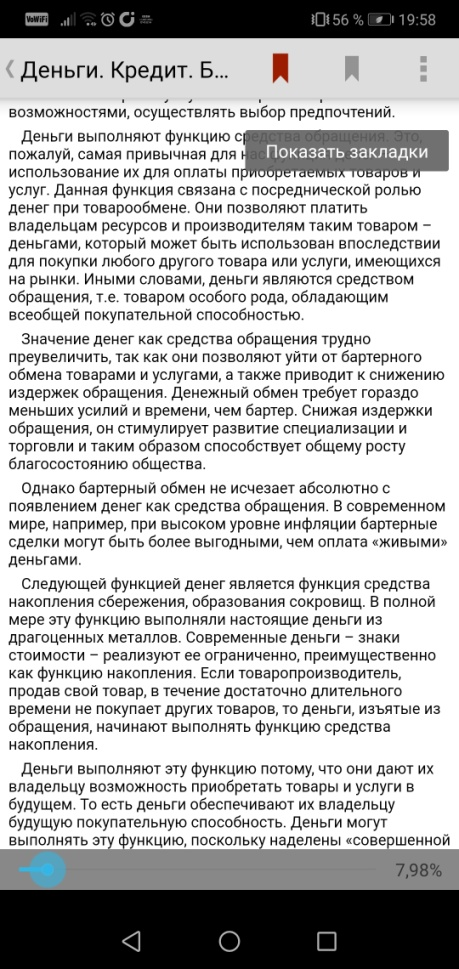 VoWiFi
56 %
19:58
Деньги. Кредит. Б...
возможностями, осуществлять выбор предпочтений.
Деньги выполняют функцию средства обращения. Это,
Показать закладки
пожалуй, самая привычная для
использование их для оплаты приобретаемых товаров и
услуг. Данная функция связана с посреднической ролью
денег при товарообмене. Они позволяют платить
владельцам ресурсов и производителям таким товаром –
деньгами, который может быть использован впоследствии
для покупки любого другого товара или услуги, имеющихся
на рынки. Иными словами, деньги являются средством
обращения, т.е. товаром особого рода, обладающим
всеобщей покупательной способностью.
Значение денег как средства обращения трудно
преувеличить, так как они позволяют уйти от бартерного
обмена товарами и услугами, а также приводит к снижению
издержек обращения. Денежный обмен требует гораздо
меньших усилий и времени, чем бартер. Снижая издержки
обращения, он стимулирует развитие специализации и
торговли и таким образом способствует общему росту
благосостоянию общества.
Однако бартерный обмен не исчезает абсолютно с
появлением денег как средства обращения. В современном
мире, например, при высоком уровне инфляции бартерные
сделки могут быть более выгодными, чем оплата «живыми»
деньгами.
Следующей функцией денег является функция средства
накопления сбережения, образования сокровищ. В полной
мере эту функцию выполняли настоящие деньги из
драгоценных металлов. Современные деньги – знаки
стоимости – реализуют ее ограниченно, преимущественно
как функцию накопления. Если товаропроизводитель,
продав свой товар, в течение достаточно длительного
времени не покупает других товаров, то деньги, изъятые из
обращения, начинают выполнять функцию средства
накопления.
Деньги выполняют эту функцию потому, что они дают их
владельцу возможность приобретать товары и услуги в
будущем. То есть деньги обеспечивают их владельцу
будущую покупательную способность. Деньги могут
выполнять эту функцию, поскольку наделены «совершенной
7,98%